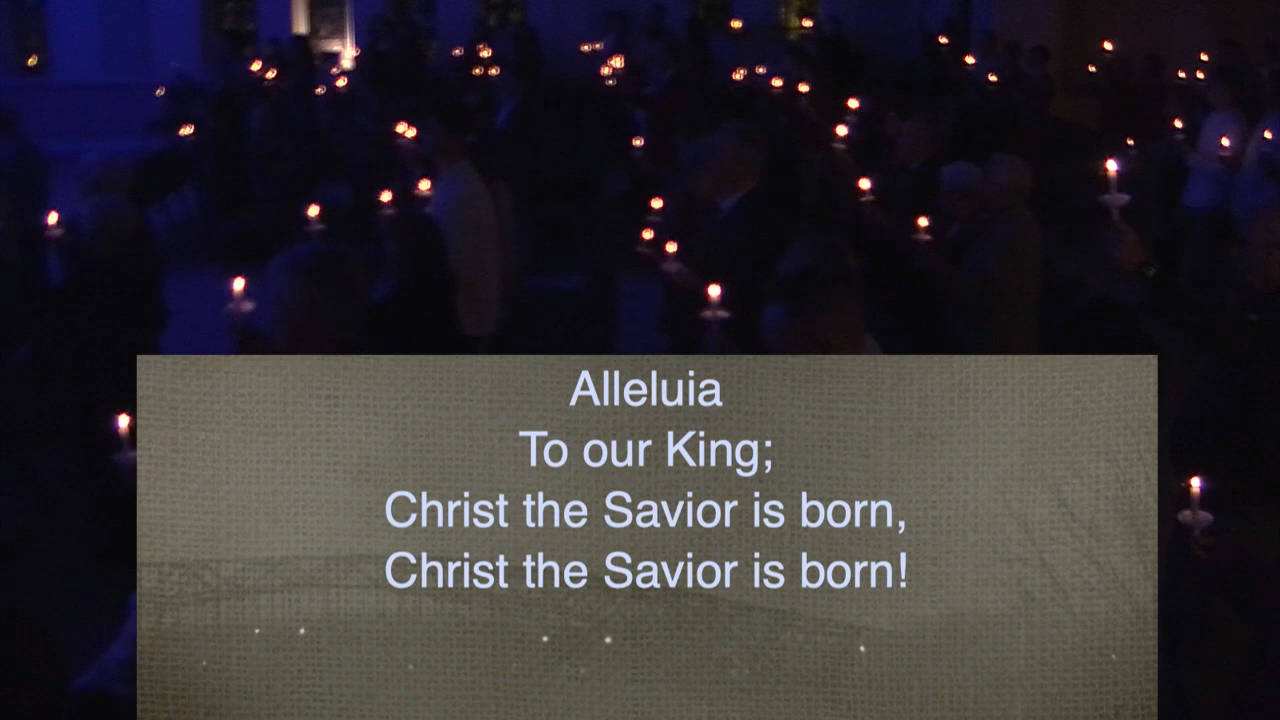 Alleluia
To our King;
Christ the Savior is born,
Christ the Savior is born!